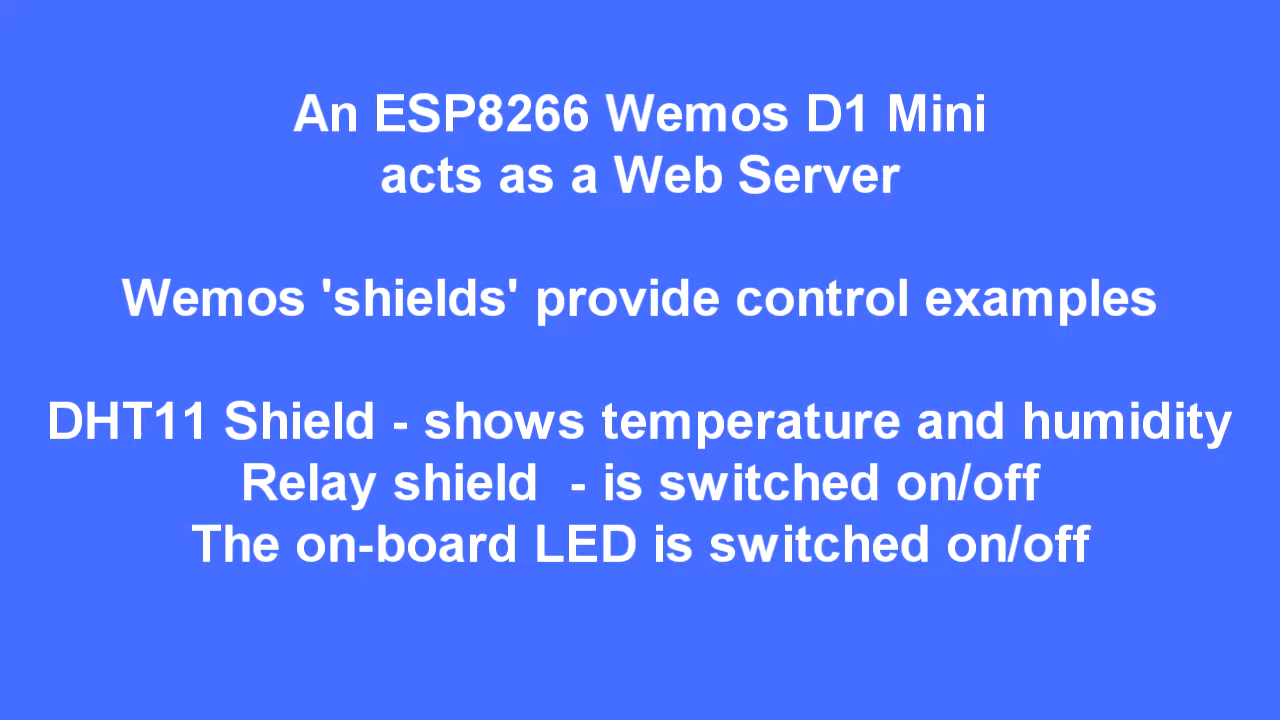 An ESP8266 Wemos D1 Mini
acts as a Web Server
Wemos 'shields' provide control examples
DHT11 Shield - shows temperature and humidity
Relay shield  - is switched on/off
The on-board LED is switched on/off